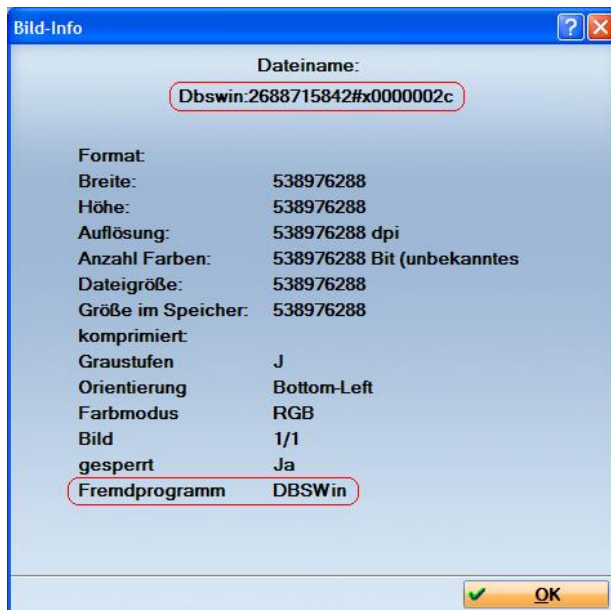 Bild-Info
Dateiname:
Dbswin:2688715842#x0000002c
Format:
Breite: 538976288
Höhe: 538976288
Auflösung: 538976288 dpi
Anzahl Farben: 538976288 Bit (unbekanntes
Dateigröße: 538976288
Größe im Speicher: 538976288
komprimiert:
Graustufen J
Orientierung Bottom-Left
Farbmodus RGB
Bild 1/1
gesperrt Ja
Fremdprogramm DBSWin
OK